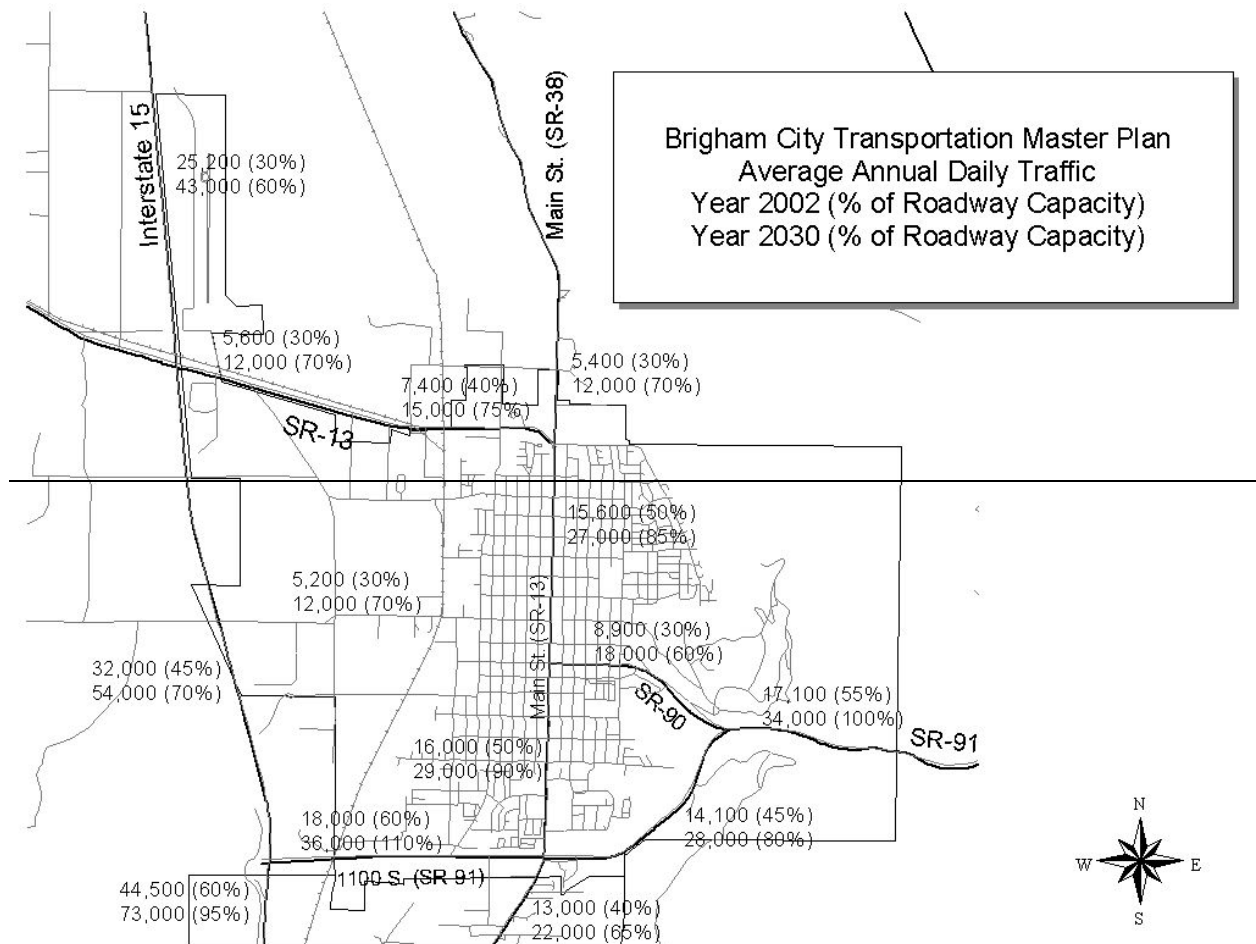 Brigham City Transportation Master Plan
Average Annual Daily Traffic
Year 2002 (% of Roadway Capacity)
Year 2030 (% of Roadway Capacity)
Interstate 15
Main St. (SR-38)
25,200 (30%)
43,000 (60%)
5,600 (30%)
12,000 (70%)
7,400 (40%)
15,000 (75%)
5,400 (30%)
12,000 (70%)
SR-13
15,600 (50%)
27,000 (85%)
5,200 (30%)
12,000 (70%)
Main St. (SR-13)
8,900 (30%)
18,000 (60%)
32,000 (45%)
54,000 (70%)
SR-90
17,100 (55%)
34,000 (100%)
SR-91
16,000 (50%)
29,000 (90%)
18,000 (60%)
36,000 (110%)
14,100 (45%)
28,000 (80%)
1100 S. (SR 91)
44,500 (60%)
73,000 (95%)
13,000 (40%)
22,000 (65%)
N
W
E
S